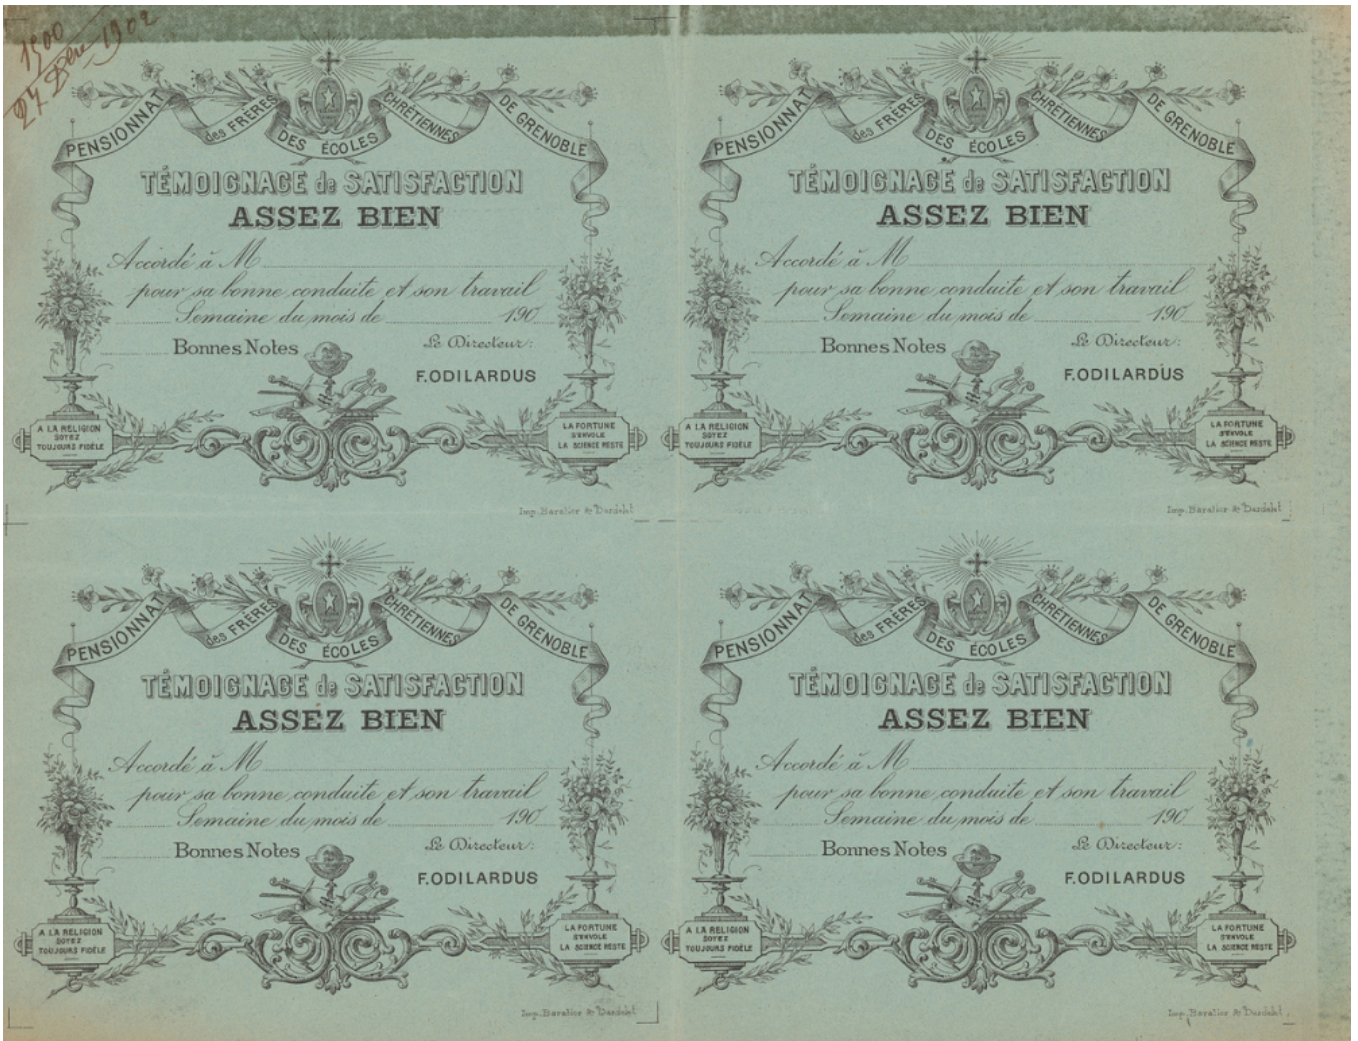 1500
27 Xbre 1902
PENSIONNAT des FRÈRES DES ÉCOLES CHRÉTIENNES DE GRENOBLE
TÉMOIGNAGE de SATISFACTION
ASSEZ BIEN
Accordé à M
pour sa bonne conduite et son travail
Semaine du mois de 190
Bonnes Notes
Le Directeur:
F. ODILARDUS
A LA RELIGION
SOYEZ
TOUJOURS FIDÈLE
LA FORTUNE
S'ENVOLE
LA SCIENCE RESTE
Imp. Baratier & Dardelet
PENSIONNAT des FRÈRES DES ÉCOLES CHRÉTIENNES DE GRENOBLE
TÉMOIGNAGE de SATISFACTION
ASSEZ BIEN
Accordé à M
pour sa bonne conduite et son travail
Semaine du mois de 190
Bonnes Notes
Le Directeur:
F. ODILARDUS
A LA RELIGION
SOYEZ
TOUJOURS FIDÈLE
LA FORTUNE
S'ENVOLE
LA SCIENCE RESTE
Imp. Baratier & Dardelet
PENSIONNAT des FRÈRES DES ÉCOLES CHRÉTIENNES DE GRENOBLE
TÉMOIGNAGE de SATISFACTION
ASSEZ BIEN
Accordé à M
pour sa bonne conduite et son travail
Semaine du mois de 190
Bonnes Notes
Le Directeur:
F. ODILARDUS
A LA RELIGION
SOYEZ
TOUJOURS FIDÈLE
LA FORTUNE
S'ENVOLE
LA SCIENCE RESTE
Imp. Baratier & Dardelet
PENSIONNAT des FRÈRES DES ÉCOLES CHRÉTIENNES DE GRENOBLE
TÉMOIGNAGE de SATISFACTION
ASSEZ BIEN
Accordé à M
pour sa bonne conduite et son travail
Semaine du mois de 190
Bonnes Notes
Le Directeur:
F. ODILARDUS
A LA RELIGION
SOYEZ
TOUJOURS FIDÈLE
LA FORTUNE
S'ENVOLE
LA SCIENCE RESTE
Imp. Baratier & Dardelet